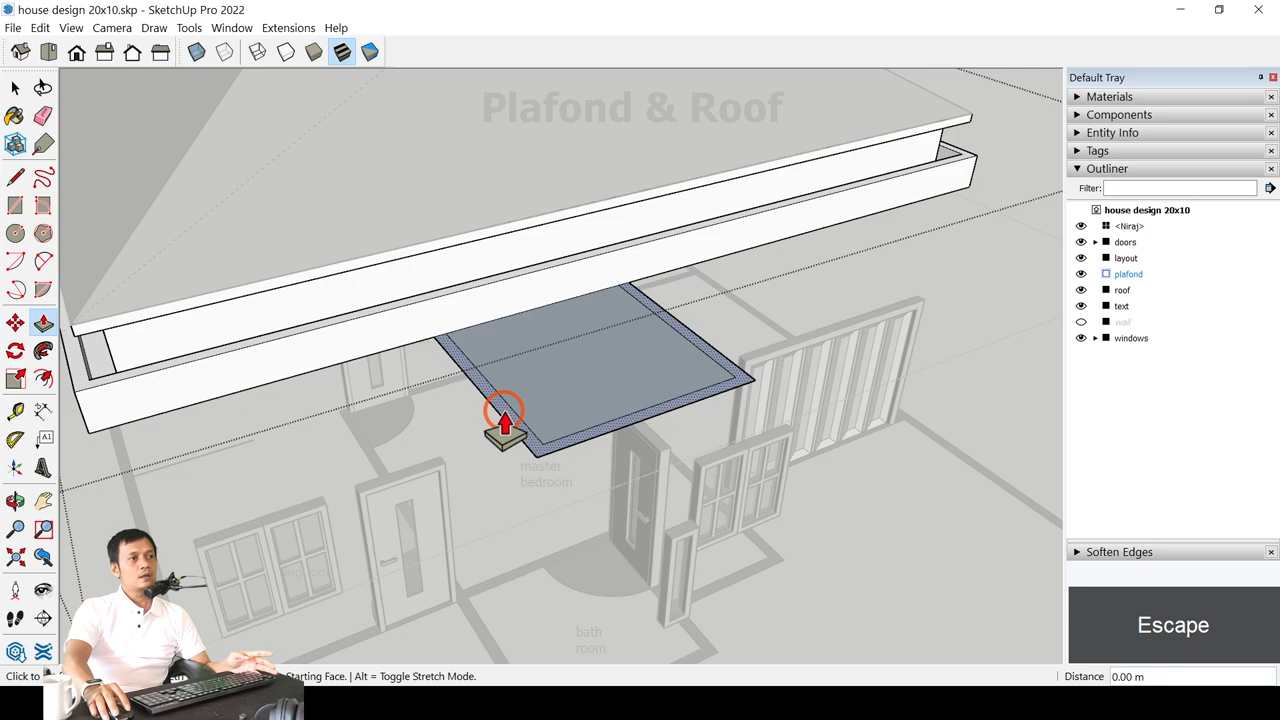 house design 20x10.skp - SketchUp Pro 2022
File Edit View Camera Draw Tools Window Extensions Help
Plafond & Roof
Default Tray
Materials
Components
Entity Info
Tags
Outliner
Filter:
house design 20x10
<Niraj>
doors
layout
plafond
roof
text
wall
windows
A1
master
bedroom
bath
room
Soften Edges
Escape
Click to
Starting Face. | Alt = Toggle Stretch Mode.
Distance 0.00 m